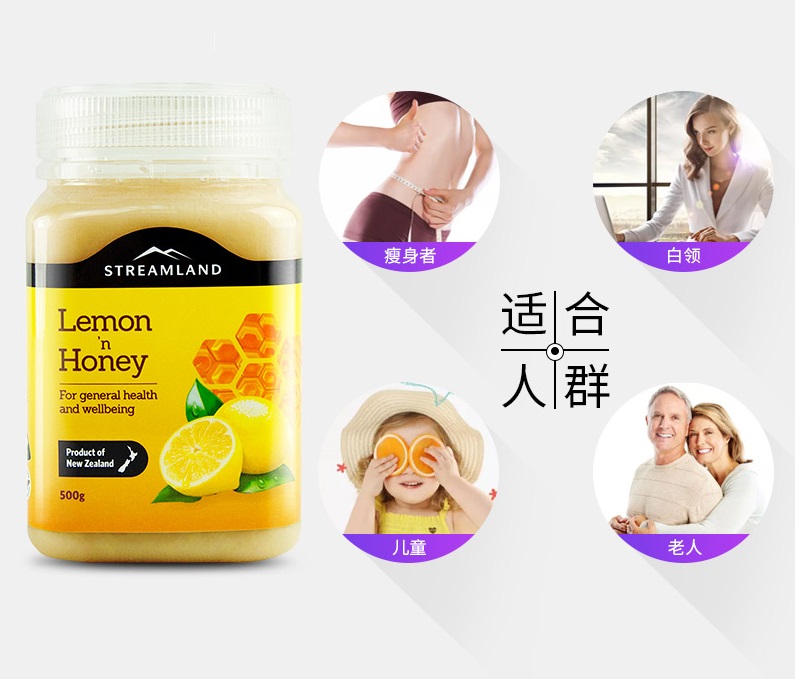 STREAMLAND
Lemon
'n
Honey
For general health
and wellbeing
Product of
New Zealand
500g
瘦身者
白领
适合
人群
儿童
老人